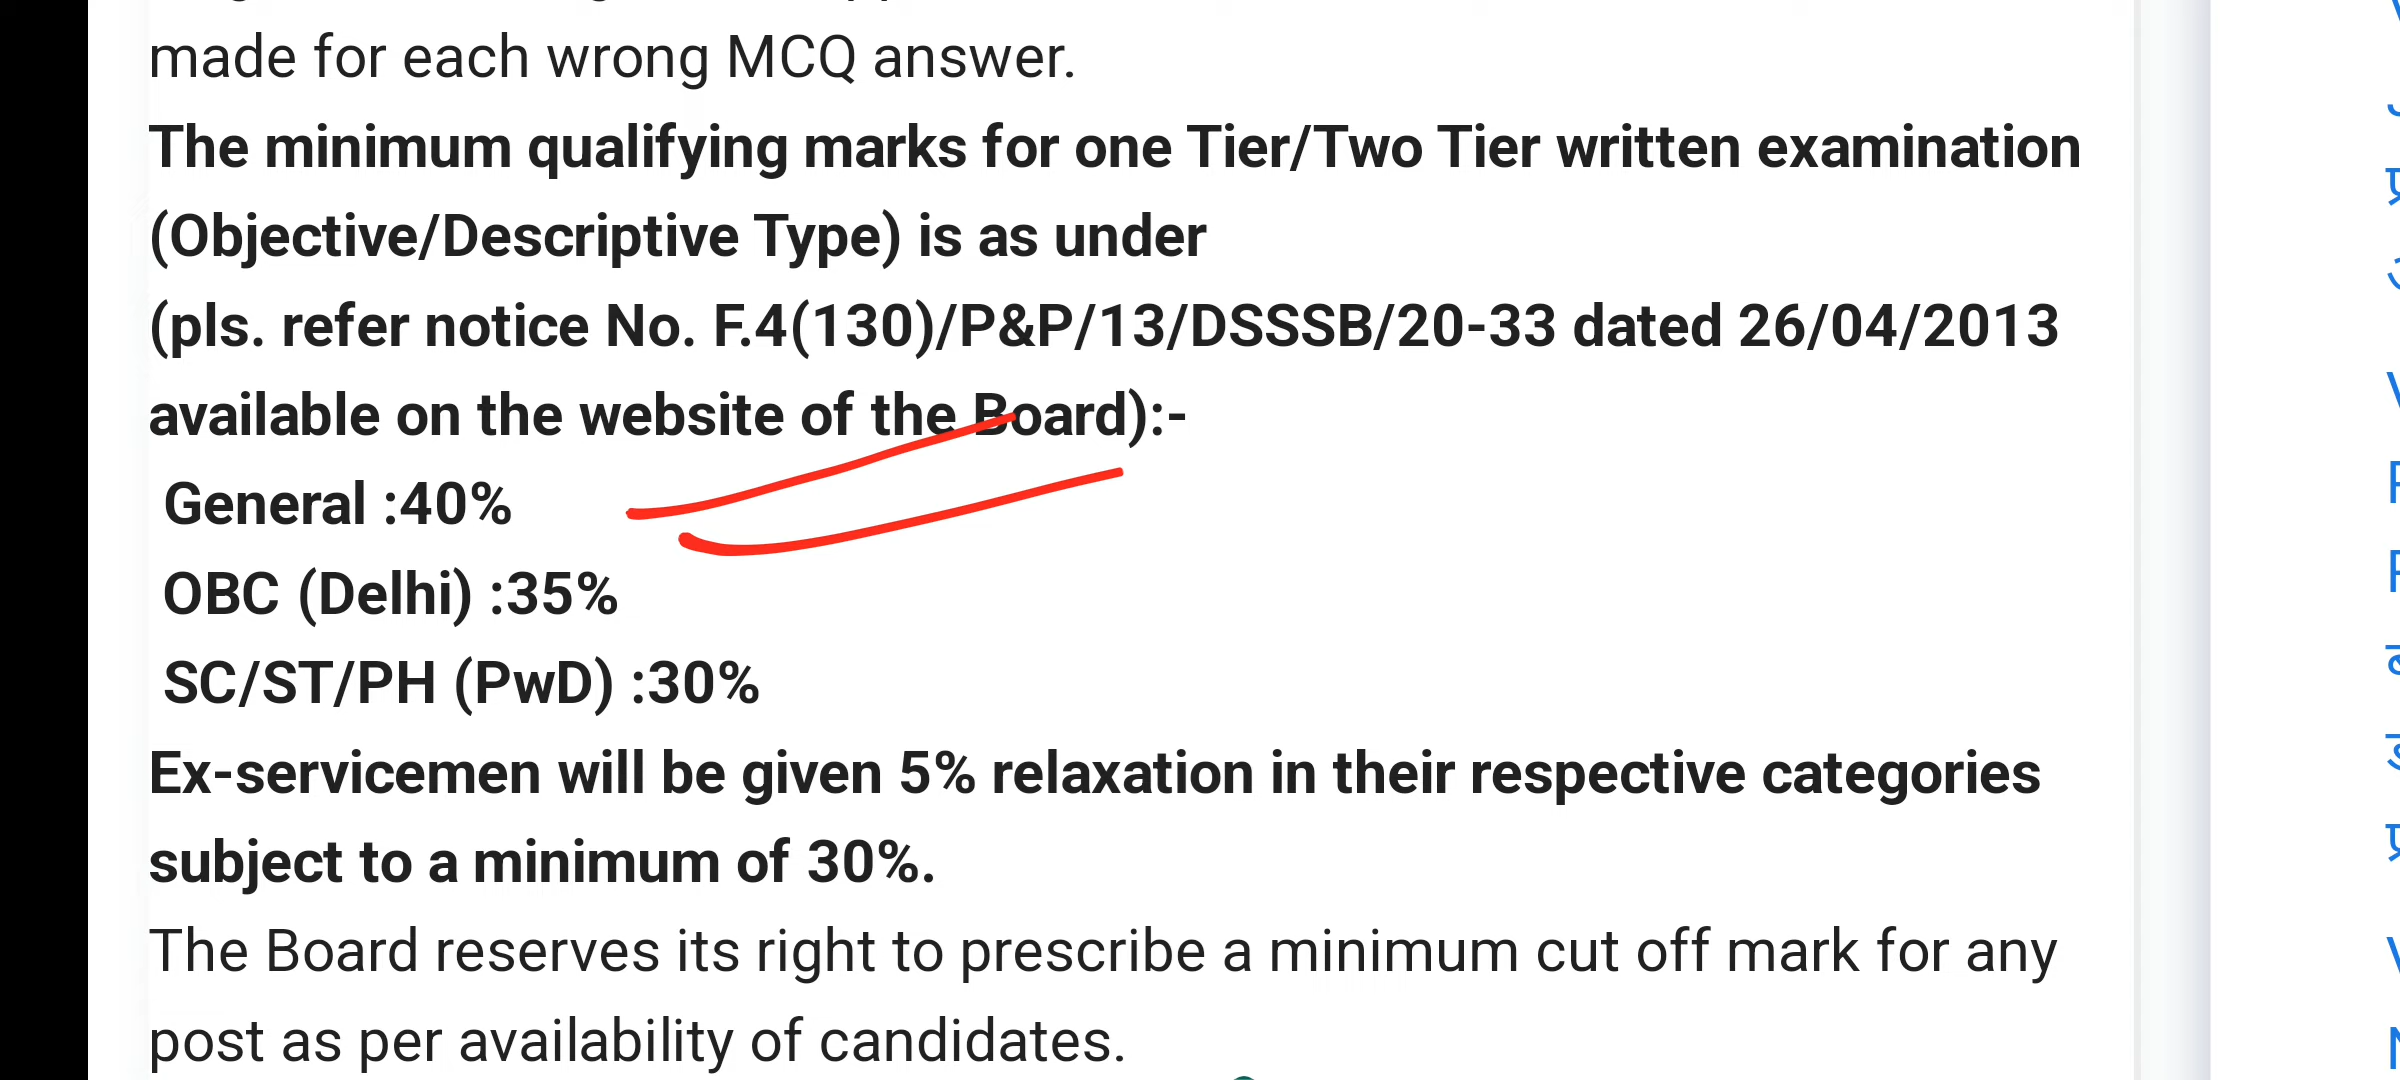 made for each wrong MCQ answer.
The minimum qualifying marks for one Tier/Two Tier written examination
(Objective/Descriptive Type) is as under
(pls. refer notice No. F.4(130)/P&P/13/DSSSB/20-33 dated 26/04/2013
available on the website of the Board):-
General :40%
OBC (Delhi) :35%
SC/ST/PH (PwD) :30%
Ex-servicemen will be given 5% relaxation in their respective categories
subject to a minimum of 30%.
The Board reserves its right to prescribe a minimum cut off mark for any
post as per availability of candidates.